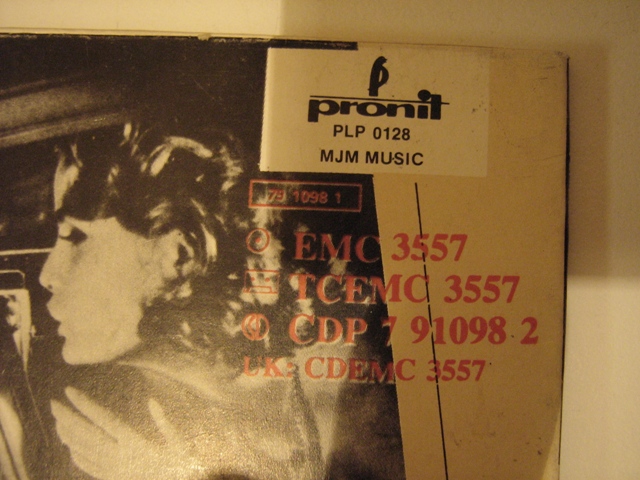 pronit
PLP 0128
MJM MUSIC
79 1098 1
EMC 3557
TCEMC 3557
CDP 7 91098 2
UK: CDEMC 3557